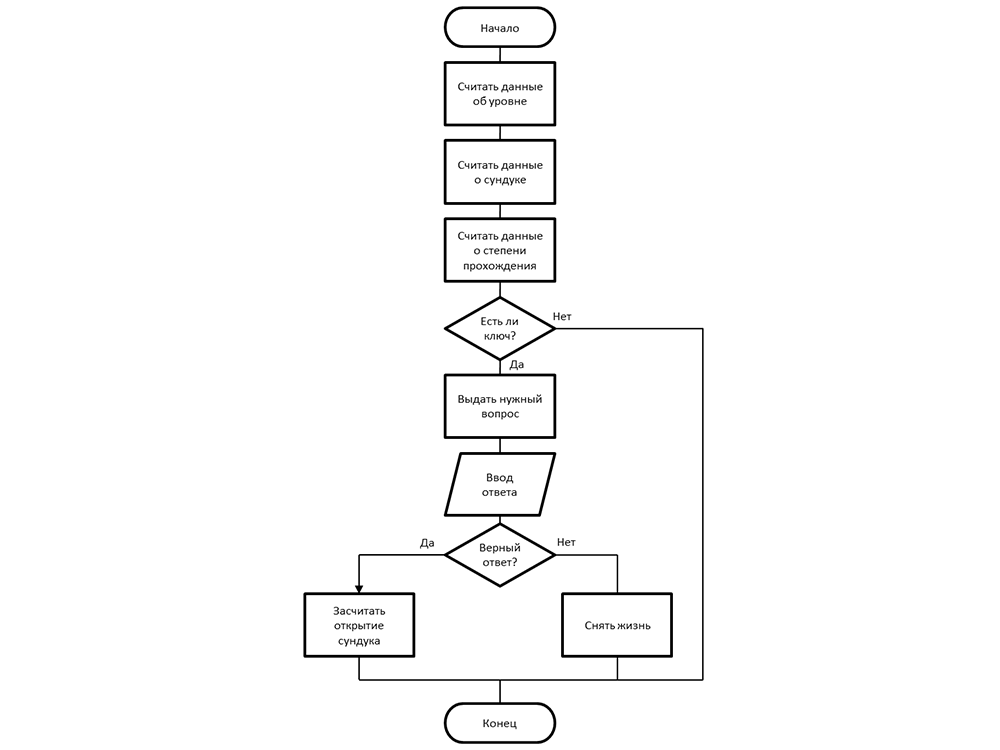 Начало
Считать данные
об уровне
Считать данные
о сундуке
Считать данные
о степени
прохождения
Есть ли
ключ?
Нет
Да
Выдать нужный
вопрос
Ввод
ответа
Да
Верный
ответ?
Нет
Засчитать
открытие
сундука
Снять жизнь
Конец